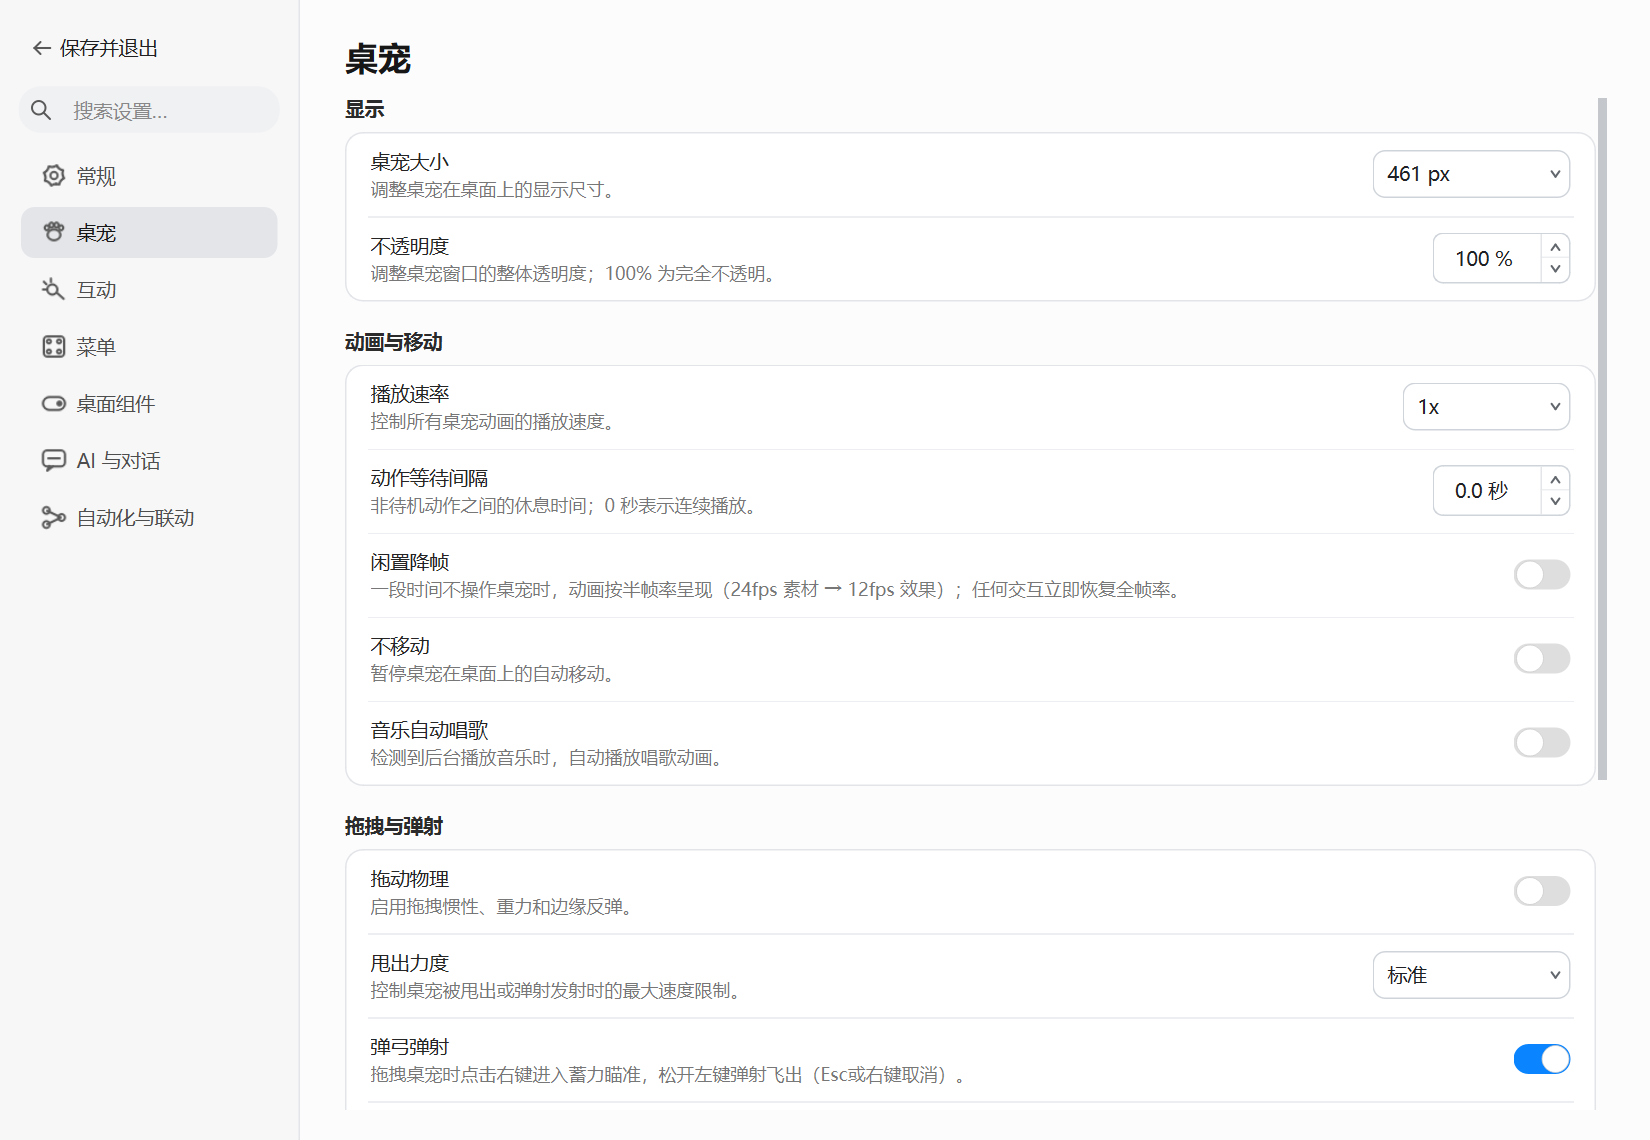 保存并退出
搜索设置...
常规
桌宠
互动
菜单
桌面组件
AI 与对话
自动化与联动
桌宠
显示
桌宠大小
调整桌宠在桌面上的显示尺寸。
461 px
不透明度
调整桌宠窗口的整体透明度；100% 为完全不透明。
100 %
动画与移动
播放速率
控制所有桌宠动画的播放速度。
1x
动作等待间隔
非待机动作之间的休息时间；0 秒表示连续播放。
0.0 秒
闲置降帧
一段时间不操作桌宠时，动画按半帧率呈现（24fps 素材 → 12fps 效果）；任何交互立即恢复全帧率。
不移动
暂停桌宠在桌面上的自动移动。
音乐自动唱歌
检测到后台播放音乐时，自动播放唱歌动画。
拖拽与弹射
拖动物理
启用拖拽惯性、重力和边缘反弹。
甩出力度
控制桌宠被甩出或弹射发射时的最大速度限制。
标准
弹弓弹射
拖拽桌宠时点击右键进入蓄力瞄准，松开左键弹射飞出（Esc或右键取消）。